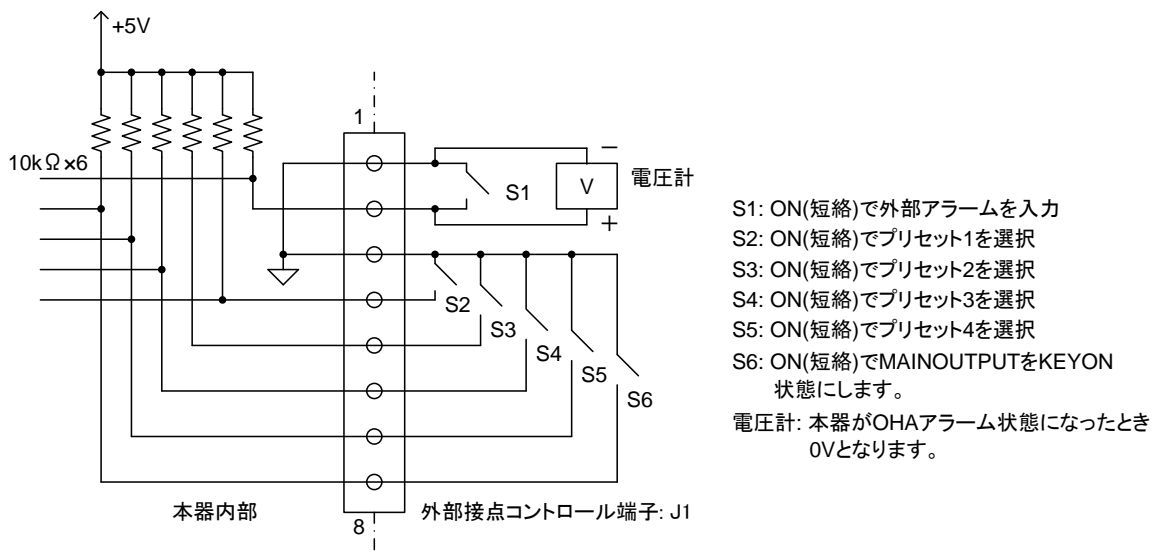 +5V
1
10kΩ×6
S1
V
−
+
電圧計
S2
S3
S4
S5
S6
本器内部
8
外部接点コントロール端子: J1
S1: ON(短絡)で外部アラームを入力
S2: ON(短絡)でプリセット1を選択
S3: ON(短絡)でプリセット2を選択
S4: ON(短絡)でプリセット3を選択
S5: ON(短絡)でプリセット4を選択
S6: ON(短絡)でMAINOUTPUTをKEYON
状態にします。
電圧計: 本器がOHAアラーム状態になったとき
0Vとなります。